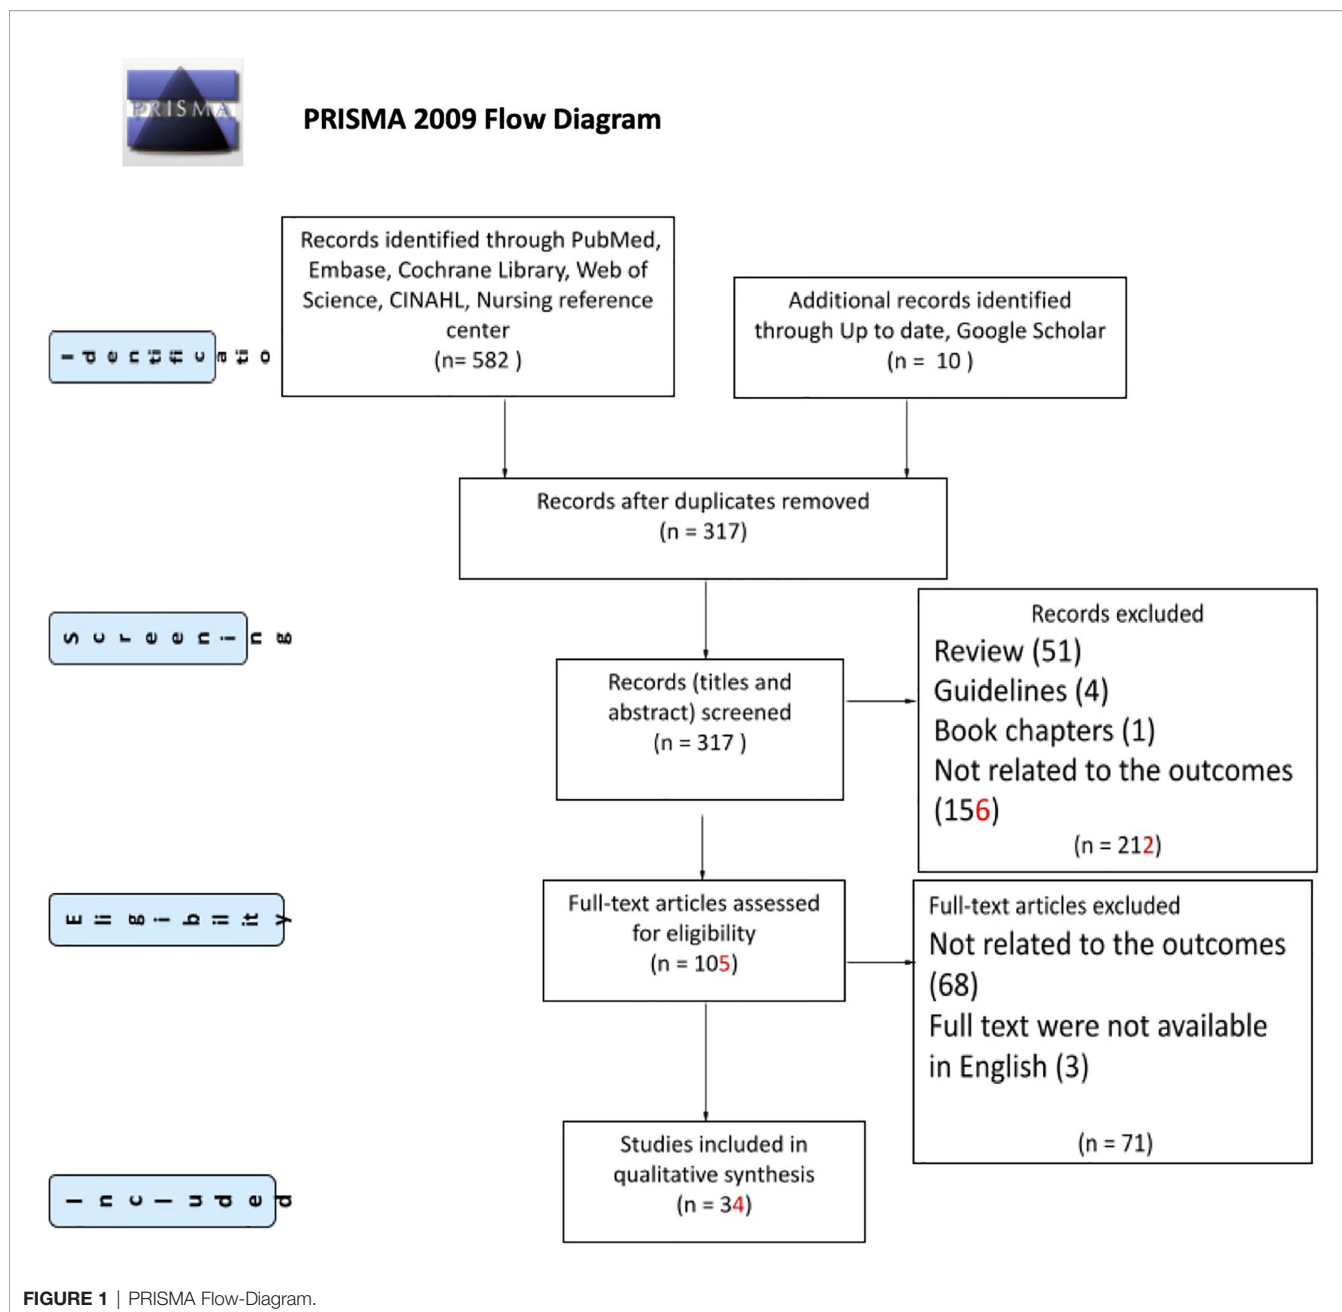 PRISMA
PRISMA 2009 Flow Diagram
Records identified through PubMed,
Embase, Cochrane Library, Web of
Science, CINAHL, Nursing reference
center
(n= 582 )
Additional records identified
through Up to date, Google Scholar
(n = 10 )
Identificatio
Records after duplicates removed
(n = 317)
Screening
Records (titles and
abstract) screened
(n = 317 )
Records excluded
Review (51)
Guidelines (4)
Book chapters (1)
Not related to the outcomes
(156)
(n = 212)
Eligibility
Full-text articles assessed
for eligibility
(n = 105)
Full-text articles excluded
Not related to the outcomes
(68)
Full text were not available
in English (3)
(n = 71)
Included
Studies included in
qualitative synthesis
(n = 34)
FIGURE 1 | PRISMA Flow-Diagram.